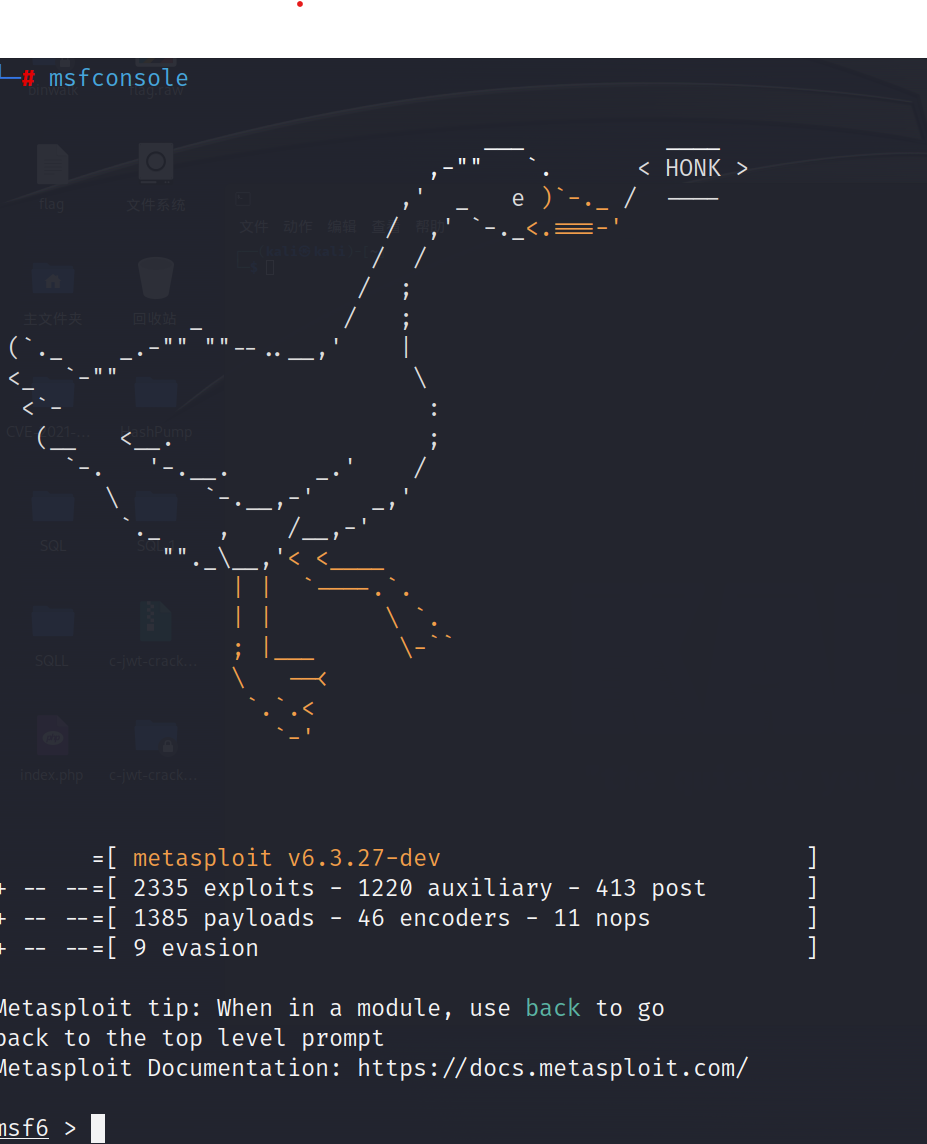 # msfconsole
< HONK >
=[ metasploit v6.3.27-dev ]
+ -- --=[ 2335 exploits - 1220 auxiliary - 413 post ]
+ -- --=[ 1385 payloads - 46 encoders - 11 nops ]
+ -- --=[ 9 evasion ]
Metasploit tip: When in a module, use back to go
back to the top level prompt
Metasploit Documentation: https://docs.metasploit.com/
msf6 >
flag
文件系统
文件 动作 编辑 查看 帮助
主文件夹
回收站
CVE-2021-...
HashPump
SQL
SQLL
c-jwt-crack...
index.php
c-jwt-crack...